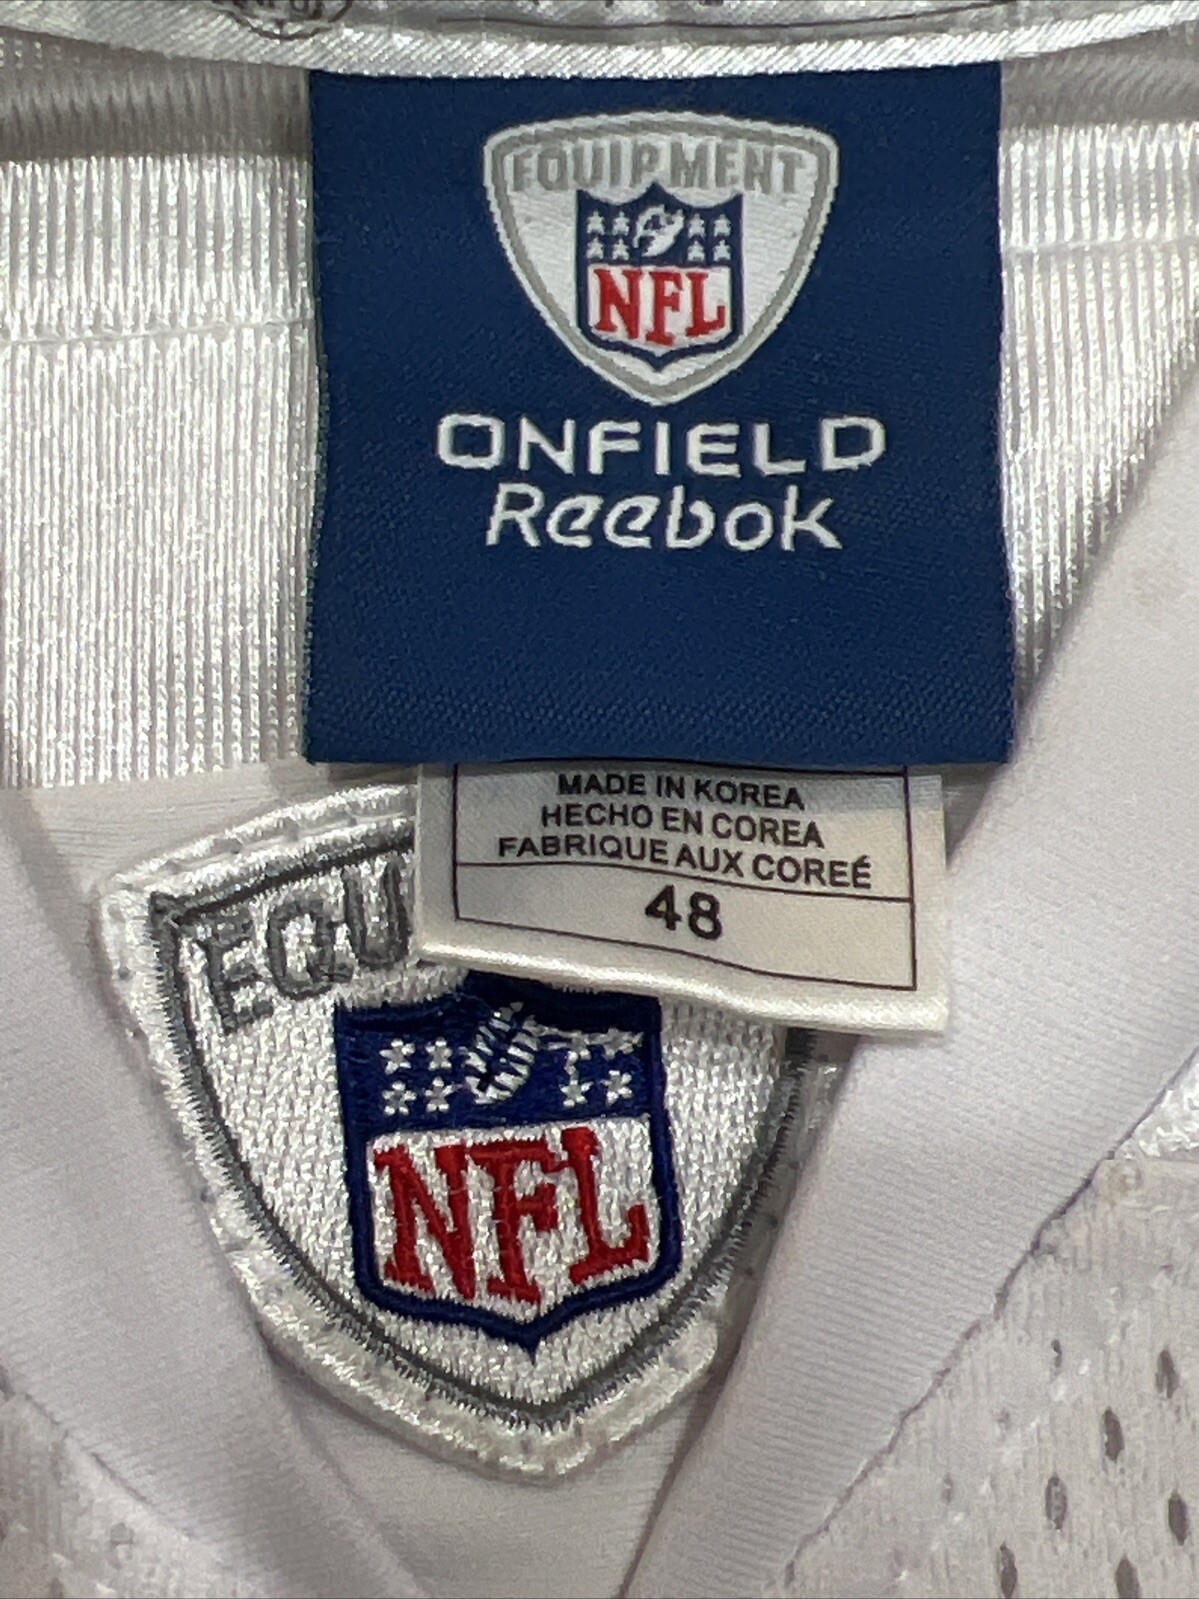 EQUIPMENT
NFL
ONFIELD
Reebok
MADE IN KOREA
HECHO EN COREA
FABRIQUE AUX COREÉ
48
EQU
NFL